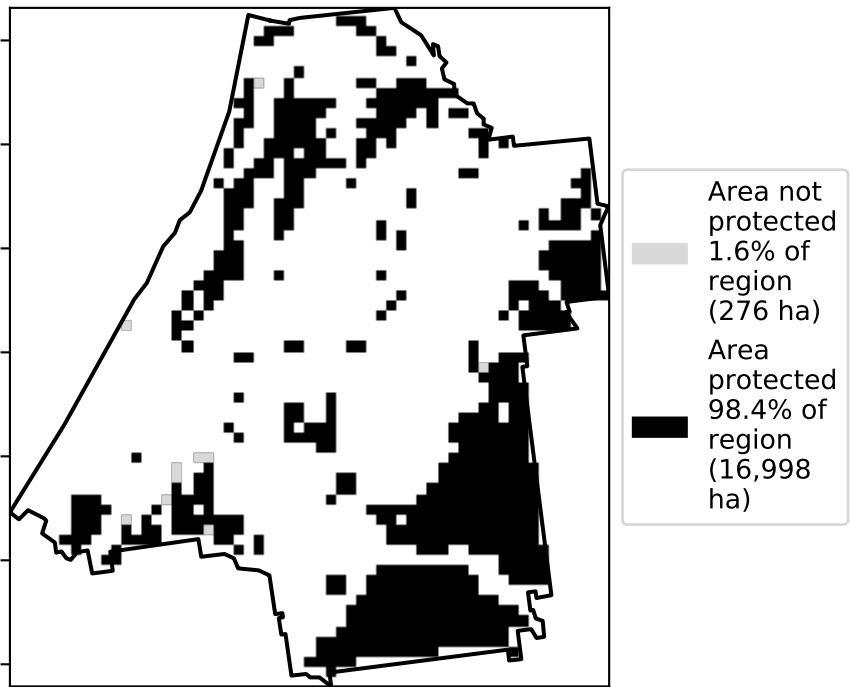 Area not
protected
1.6% of
region
(276 ha)
Area
protected
98.4% of
region
(16,998
ha)